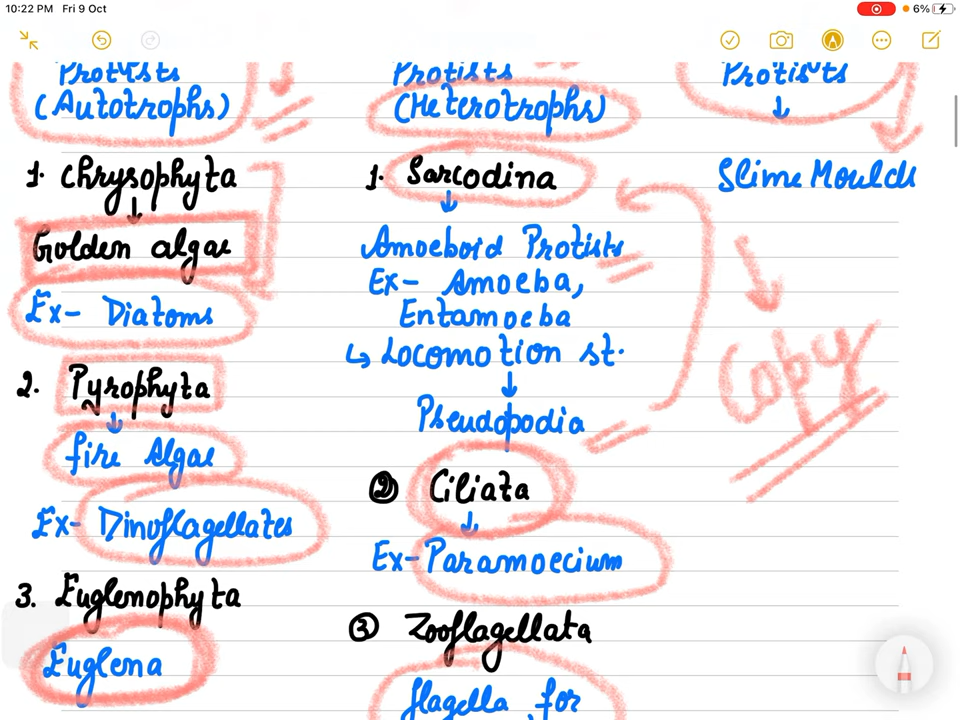 10:22 PM Fri 9 Oct
6%
Protists
(Autotrophs)
1. Chrysophyta
Golden algae
Ex- Diatoms
2. Pyrophyta
fire Algae
Ex- Dinoflagellates
3. Euglenophyta
Euglena
Protists
(Heterotrophs)
1. Sarcodina
Amoeboid Protists
Ex- Amoeba,
Entamoeba
↳ Locomotion st.
Pseudopodia
② Ciliata
Ex- Paramoecium
③ Zooflagellata
flagella for
Protists
Slime Moulds
Copy